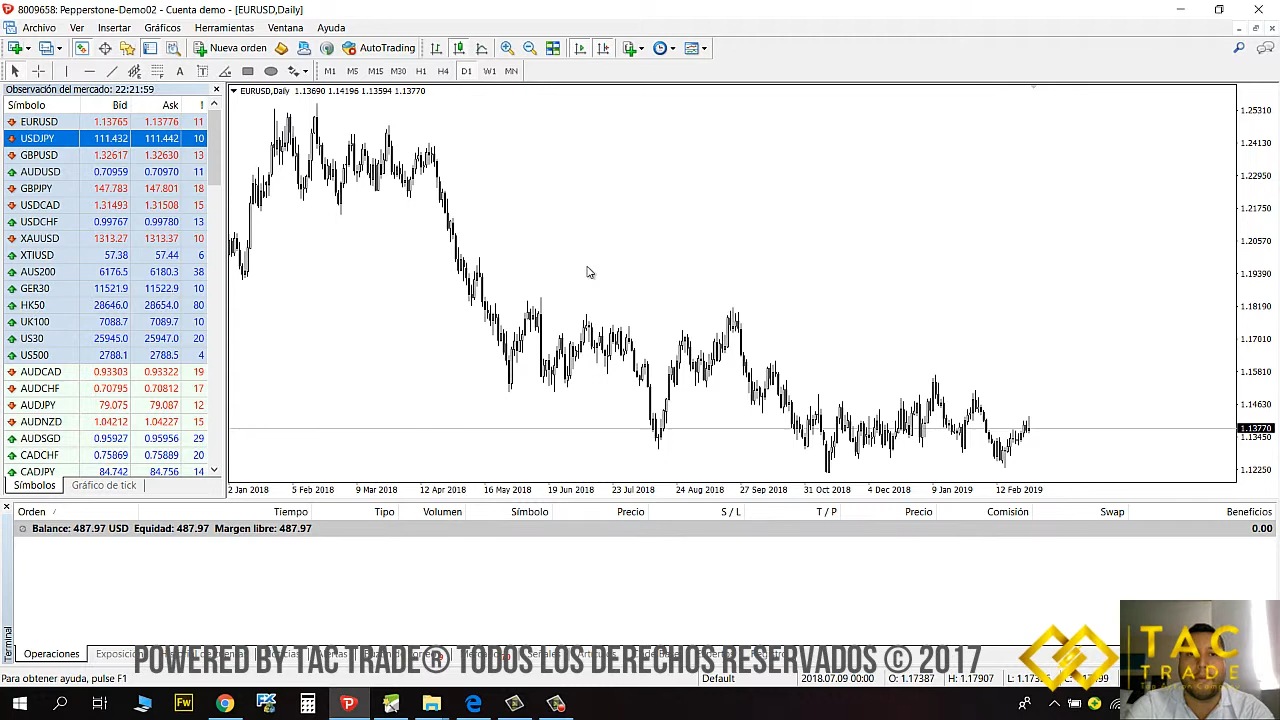 8009658: Pepperstone-Demo02 - Cuenta demo - [EURUSD,Daily]
Archivo Ver Insertar Gráficos Herramientas Ventana Ayuda
Nueva orden AutoTrading
A T M1 M5 M15 M30 H1 H4 D1 W1 MN
Observación del mercado: 22:21:59
Símbolo Bid Ask !
EURUSD 1.13765 1.13776 11
USDJPY 111.432 111.442 10
GBPUSD 1.32617 1.32630 13
AUDUSD 0.70959 0.70970 11
GBPJPY 147.783 147.801 18
USDCAD 1.31493 1.31508 15
USDCHF 0.99767 0.99780 13
XAUUSD 1313.27 1313.37 10
XTIUSD 57.38 57.44 6
AUS200 6176.5 6180.3 38
GER30 11521.9 11522.9 10
HK50 28646.0 28654.0 80
UK100 7088.7 7089.7 10
US30 25945.0 25947.0 20
US500 2788.1 2788.5 4
AUDCAD 0.93303 0.93322 19
AUDCHF 0.70795 0.70812 17
AUDJPY 79.075 79.087 12
AUDNZD 1.04212 1.04227 15
AUDSGD 0.95927 0.95956 29
CADCHF 0.75869 0.75889 20
CADJPY 84.742 84.756 14
Símbolos Gráfico de tick
EURUSD,Daily 1.13690 1.14196 1.13594 1.13770
1.25310
1.24130
1.22950
1.21750
1.20570
1.19390
1.18190
1.17010
1.15810
1.14630
1.13770
1.13450
1.12250
2 Jan 2018 5 Feb 2018 9 Mar 2018 12 Apr 2018 16 May 2018 19 Jun 2018 23 Jul 2018 24 Aug 2018 27 Sep 2018 31 Oct 2018 4 Dec 2018 9 Jan 2019 12 Feb 2019
Orden / Tiempo Tipo Volumen Símbolo Precio S / L T / P Precio Comisión Swap Beneficios
Balance: 487.97 USD Equidad: 487.97 Margen libre: 487.97 0.00
Terminal
Operaciones
POWERED BY TAC TRADE® TODOS LOS DERECHOS RESERVADOS © 2017
TAC
TRADE
Para obtener ayuda, pulse F1 Default 2018.07.09 00:00 O: 1.17387 H: 1.17907
Fw